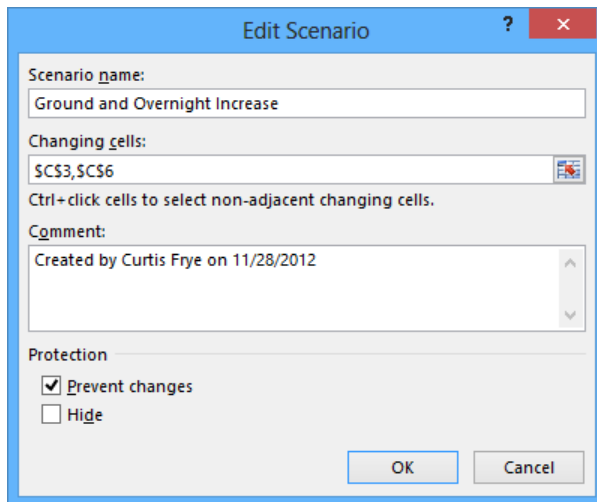 Edit Scenario
?
Scenario name:
Ground and Overnight Increase
Changing cells:
$C$3,$C$6
Ctrl+click cells to select non-adjacent changing cells.
Comment:
Created by Curtis Frye on 11/28/2012
Protection
Prevent changes
Hide
OK Cancel